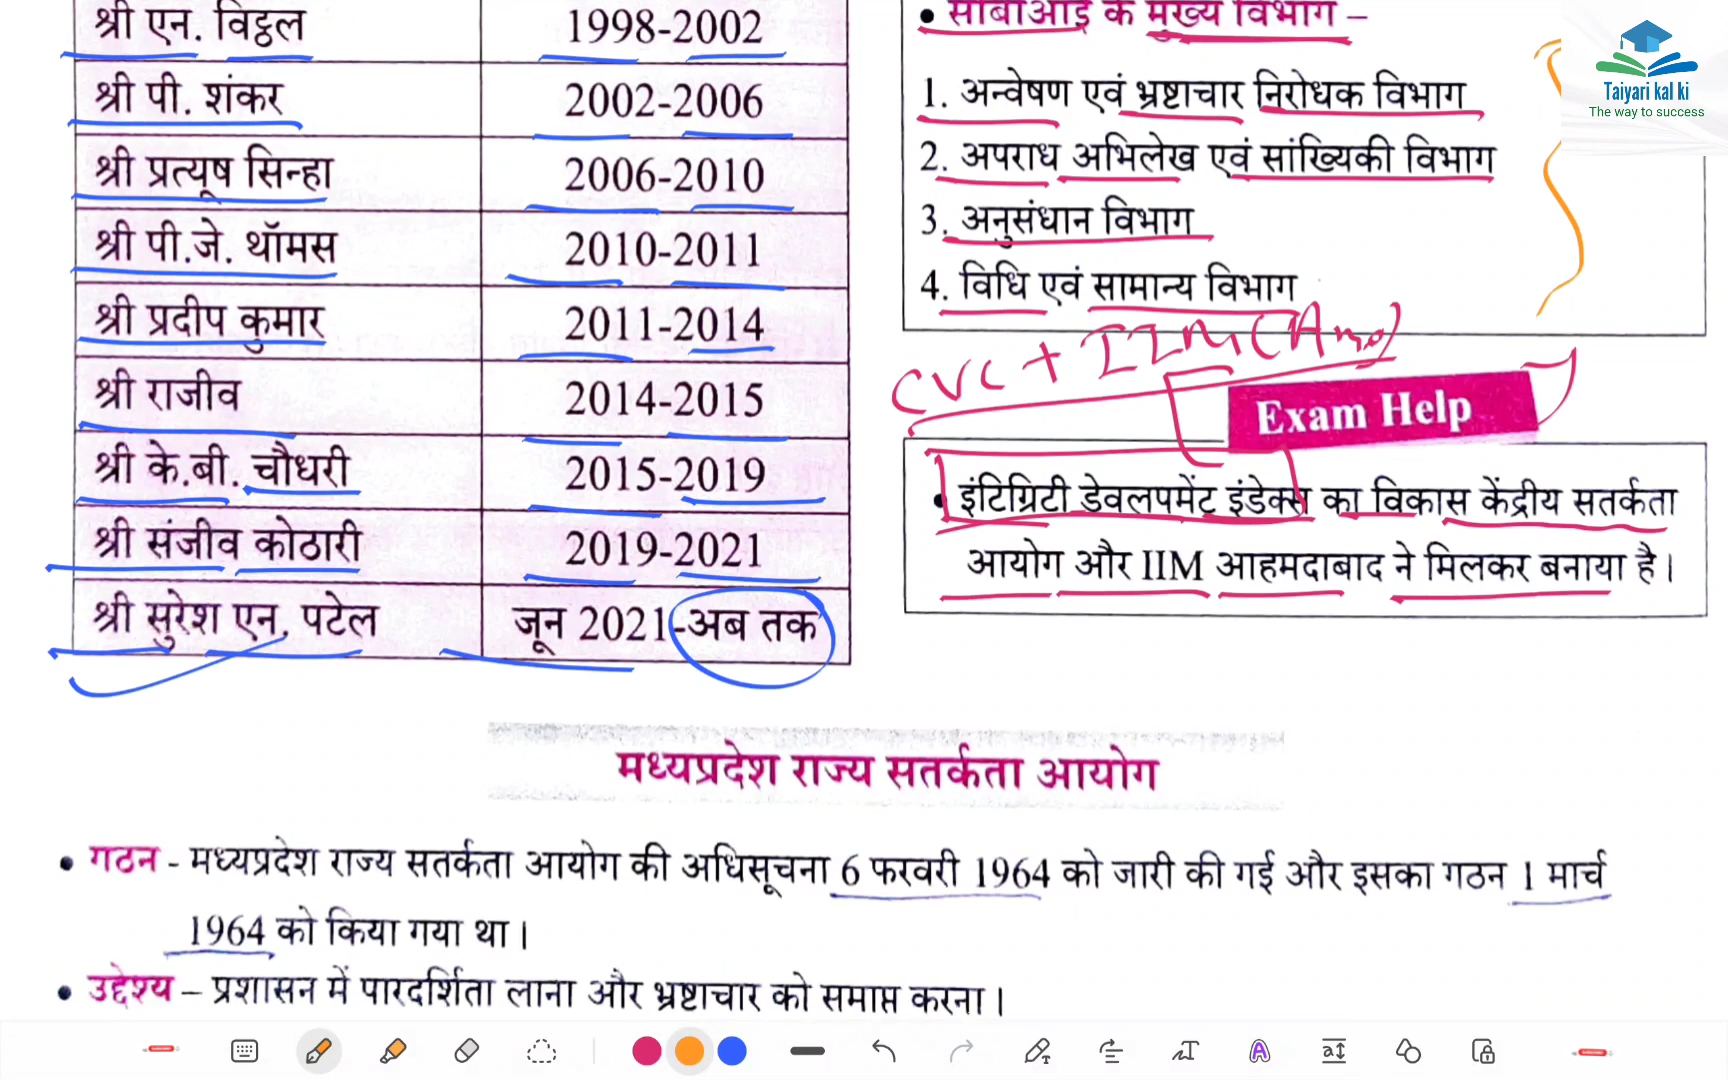 श्री एन. विट्ठल 1998-2002
श्री पी. शंकर 2002-2006
श्री प्रत्यूष सिन्हा 2006-2010
श्री पी.जे. थॉमस 2010-2011
श्री प्रदीप कुमार 2011-2014
श्री राजीव 2014-2015
श्री के.बी. चौधरी 2015-2019
श्री संजीव कोठारी 2019-2021
श्री सुरेश एन. पटेल जून 2021-अब तक
• सीबीआई के मुख्य विभाग –
1. अन्वेषण एवं भ्रष्टाचार निरोधक विभाग
2. अपराध अभिलेख एवं सांख्यिकी विभाग
3. अनुसंधान विभाग
4. विधि एवं सामान्य विभाग
CVC + IIM
Exam Help
• इंटिग्रिटी डेवलपमेंट इंडेक्स का विकास केंद्रीय सतर्कता
आयोग और IIM आहमदाबाद ने मिलकर बनाया है।
Taiyari kal ki
The way to success
मध्यप्रदेश राज्य सतर्कता आयोग
• गठन - मध्यप्रदेश राज्य सतर्कता आयोग की अधिसूचना 6 फरवरी 1964 को जारी की गई और इसका गठन 1 मार्च
1964 को किया गया था।
• उद्देश्य – प्रशासन में पारदर्शिता लाना और भ्रष्टाचार को समाप्त करना।